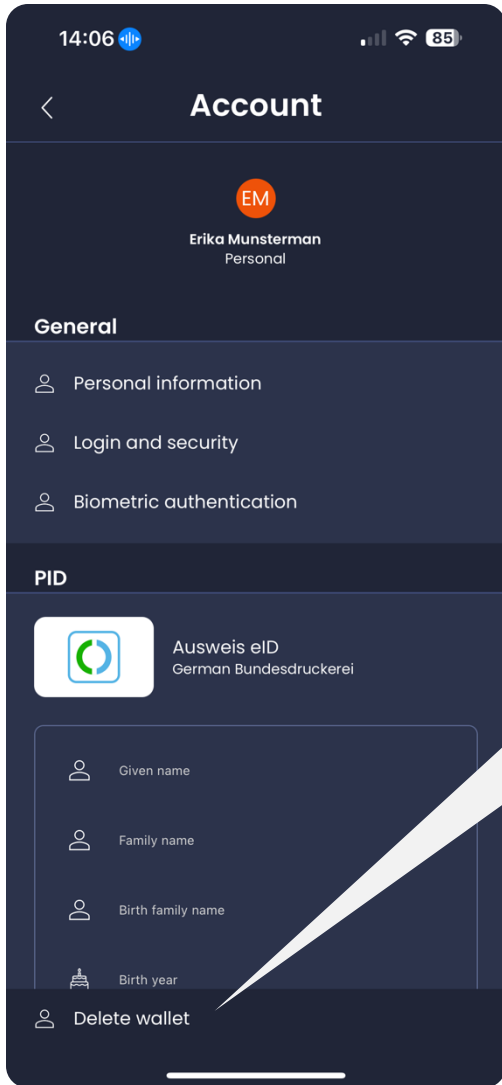 14:06
85
Account
EM
Erika Munsterman
Personal
General
Personal information
Login and security
Biometric authentication
PID
Ausweis eID
German Bundesdruckerei
Given name
Family name
Birth family name
Birth year
Delete wallet